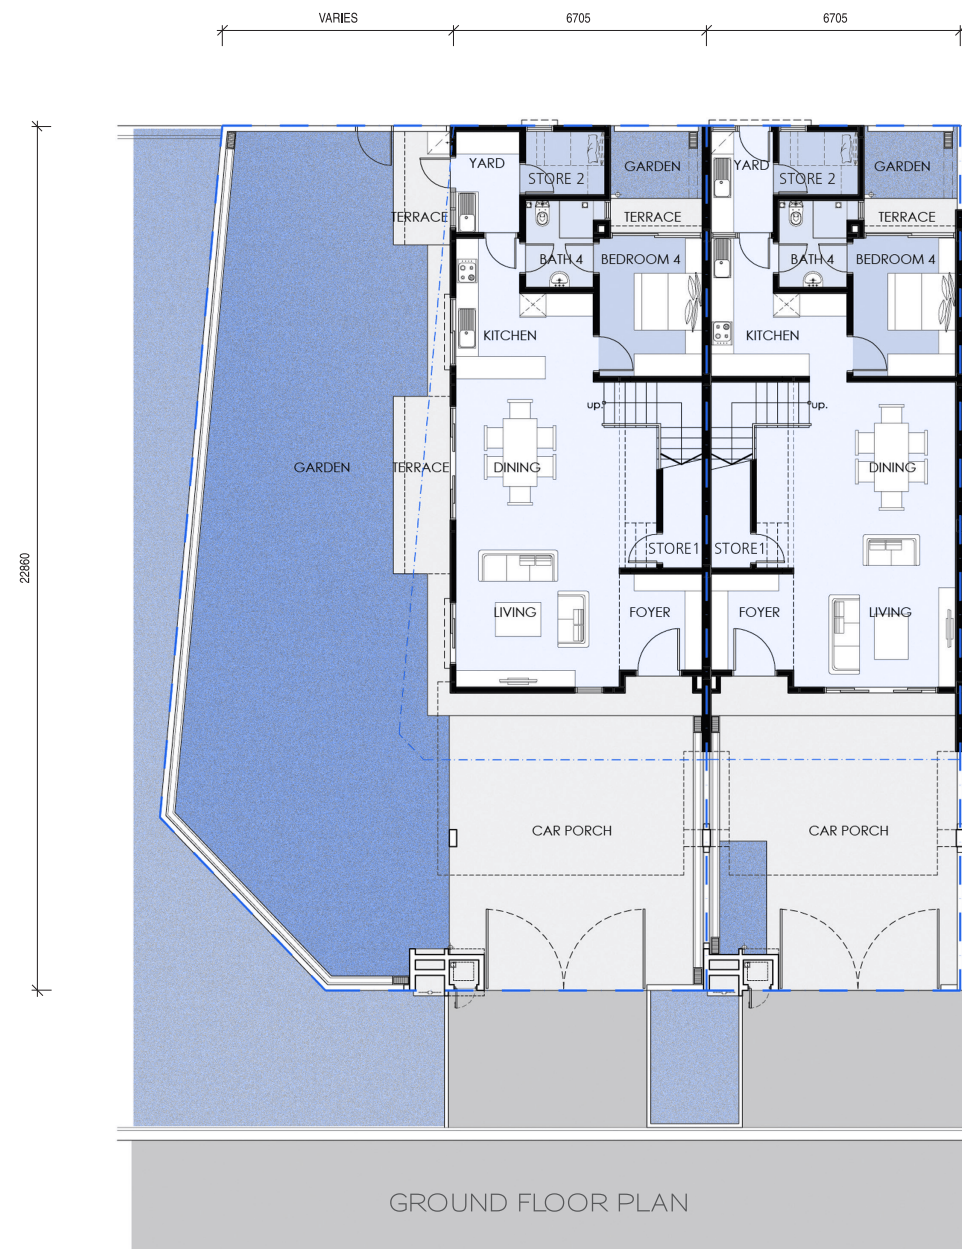 VARIES
6705
6705
YARD
STORE 2
GARDEN
YARD
STORE 2
GARDEN
TERRACE
TERRACE
TERRACE
BATH 4
BEDROOM 4
BATH 4
BEDROOM 4
KITCHEN
KITCHEN
up.
up.
GARDEN
TERRACE
DINING
DINING
22860
STORE1
STORE1
LIVING
FOYER
FOYER
LIVING
CAR PORCH
CAR PORCH
GROUND FLOOR PLAN